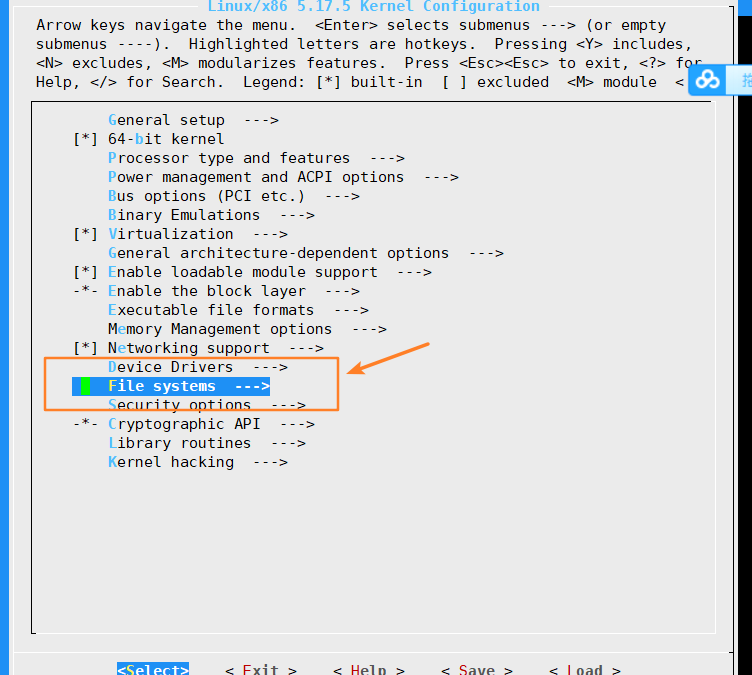 Linux/x86 5.17.5 Kernel Configuration
Arrow keys navigate the menu.  <Enter> selects submenus ---> (or empty
submenus ----).  Highlighted letters are hotkeys.  Pressing <Y> includes,
<N> excludes, <M> modularizes features.  Press <Esc><Esc> to exit, <?> for
Help, </> for Search.  Legend: [*] built-in  [ ] excluded  <M> module  <
General setup  --->
[*] 64-bit kernel
Processor type and features  --->
Power management and ACPI options  --->
Bus options (PCI etc.)  --->
Binary Emulations  --->
[*] Virtualization  --->
General architecture-dependent options  --->
[*] Enable loadable module support  --->
-*- Enable the block layer  --->
Executable file formats  --->
Memory Management options  --->
[*] Networking support  --->
Device Drivers  --->
File systems  --->
Security options  --->
-*- Cryptographic API  --->
Library routines  --->
Kernel hacking  --->
<Select>    < Exit >    < Help >    < Save >    < Load >